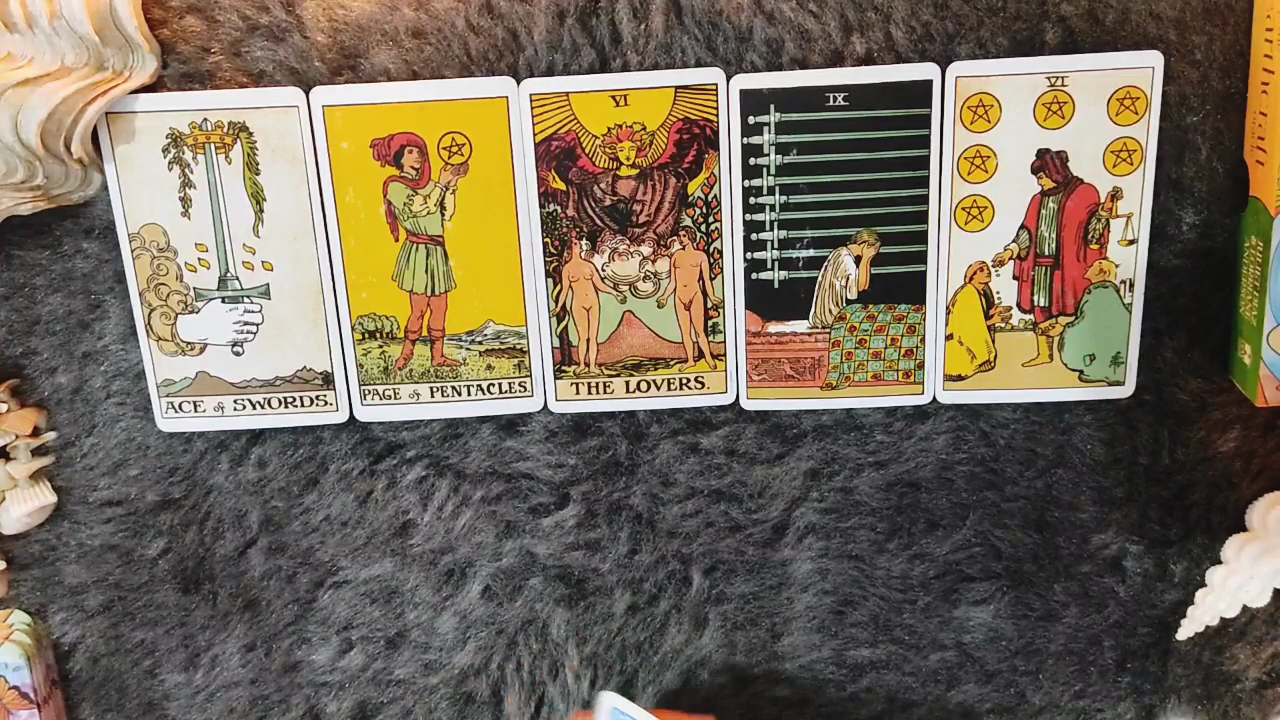 ACE of SWORDS.
PAGE of PENTACLES.
VI
THE LOVERS.
IX
VI